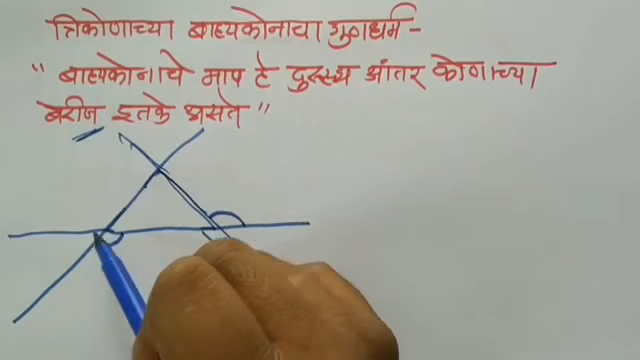 त्रिकोणाच्या बाह्यकोनाचा गुणधर्म -
" बाह्यकोनाचे माप हे दुरस्थ आंतर कोणाच्या
बेरीज इतके असते "